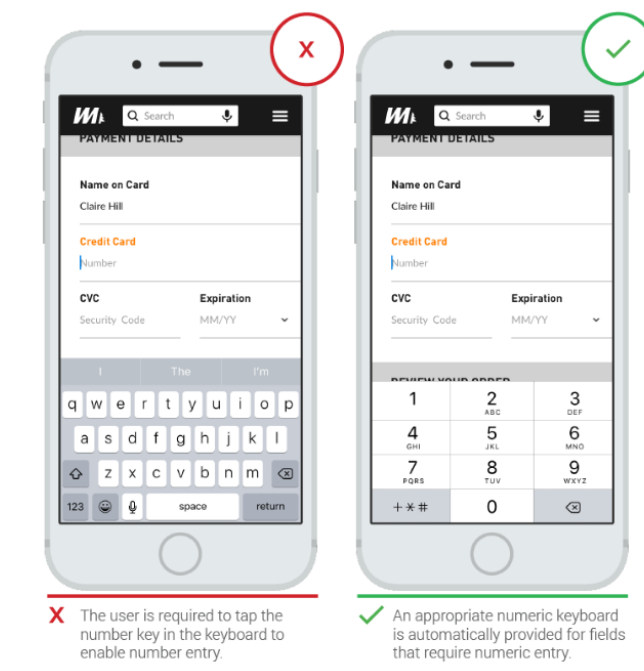 X
Search
PAYMENT DETAILS
Name on Card
Claire Hill
Credit Card
Number
CVC Expiration
Security Code MM/YY
I The I'm
q w e r t y u i o p
a s d f g h j k l
z x c v b n m
123 space return
X The user is required to tap the
number key in the keyboard to
enable number entry.
Search
PAYMENT DETAILS
Name on Card
Claire Hill
Credit Card
Number
CVC Expiration
Security Code MM/YY
REVIEW YOUR ORDER
1 2 3
ABC DEF
4 5 6
GHI JKL MNO
7 8 9
PQRS TUV WXYZ
+*# 0
An appropriate numeric keyboard
is automatically provided for fields
that require numeric entry.